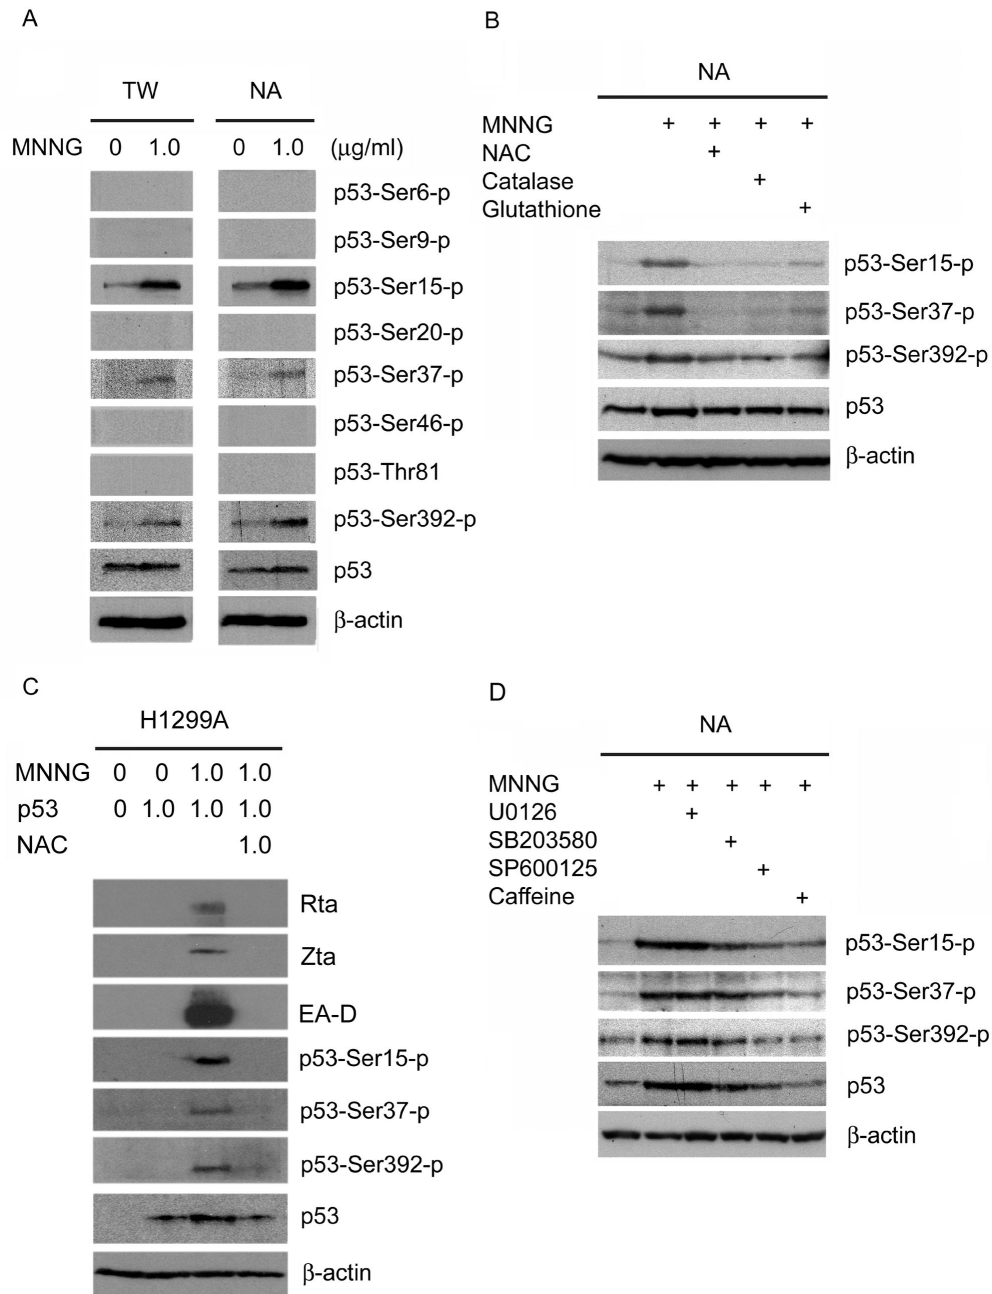 A
TW NA
MNNG 0 1.0 0 1.0 (μg/ml)
p53-Ser6-p
p53-Ser9-p
p53-Ser15-p
p53-Ser20-p
p53-Ser37-p
p53-Ser46-p
p53-Thr81
p53-Ser392-p
p53
β-actin
B
NA
MNNG + + + +
NAC +
Catalase +
Glutathione +
p53-Ser15-p
p53-Ser37-p
p53-Ser392-p
p53
β-actin
C
H1299A
MNNG 0 0 1.0 1.0
p53 0 1.0 1.0 1.0
NAC 1.0
Rta
Zta
EA-D
p53-Ser15-p
p53-Ser37-p
p53-Ser392-p
p53
β-actin
D
NA
MNNG + + + + +
U0126 +
SB203580 +
SP600125 +
Caffeine +
p53-Ser15-p
p53-Ser37-p
p53-Ser392-p
p53
β-actin